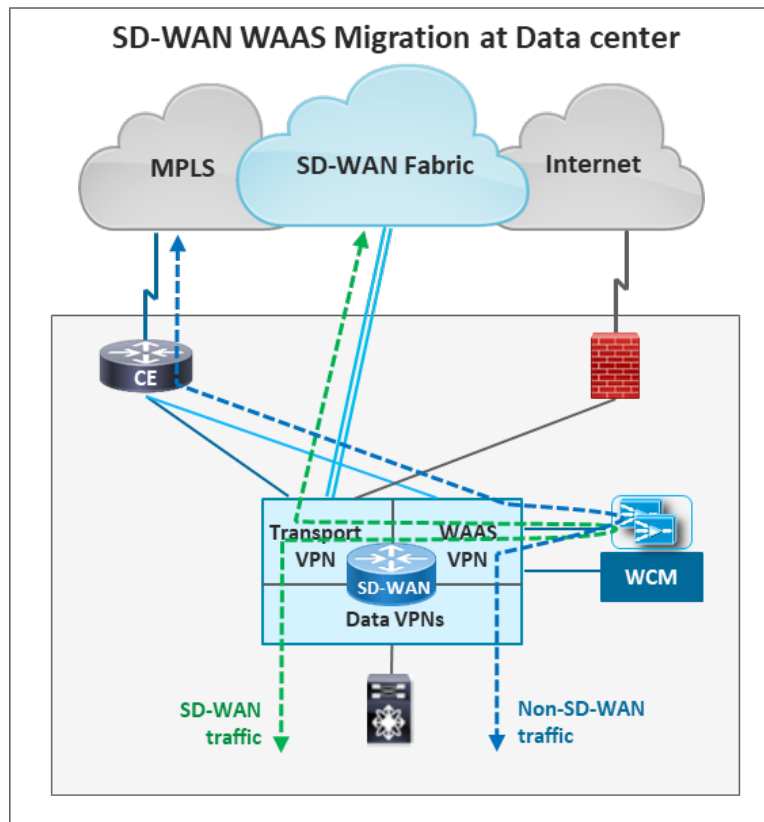 SD-WAN WAAS Migration at Data center
MPLS
SD-WAN Fabric
Internet
CE
Transport
VPN
WAAS
VPN
SD-WAN
Data VPNs
WCM
SD-WAN
traffic
Non-SD-WAN
traffic